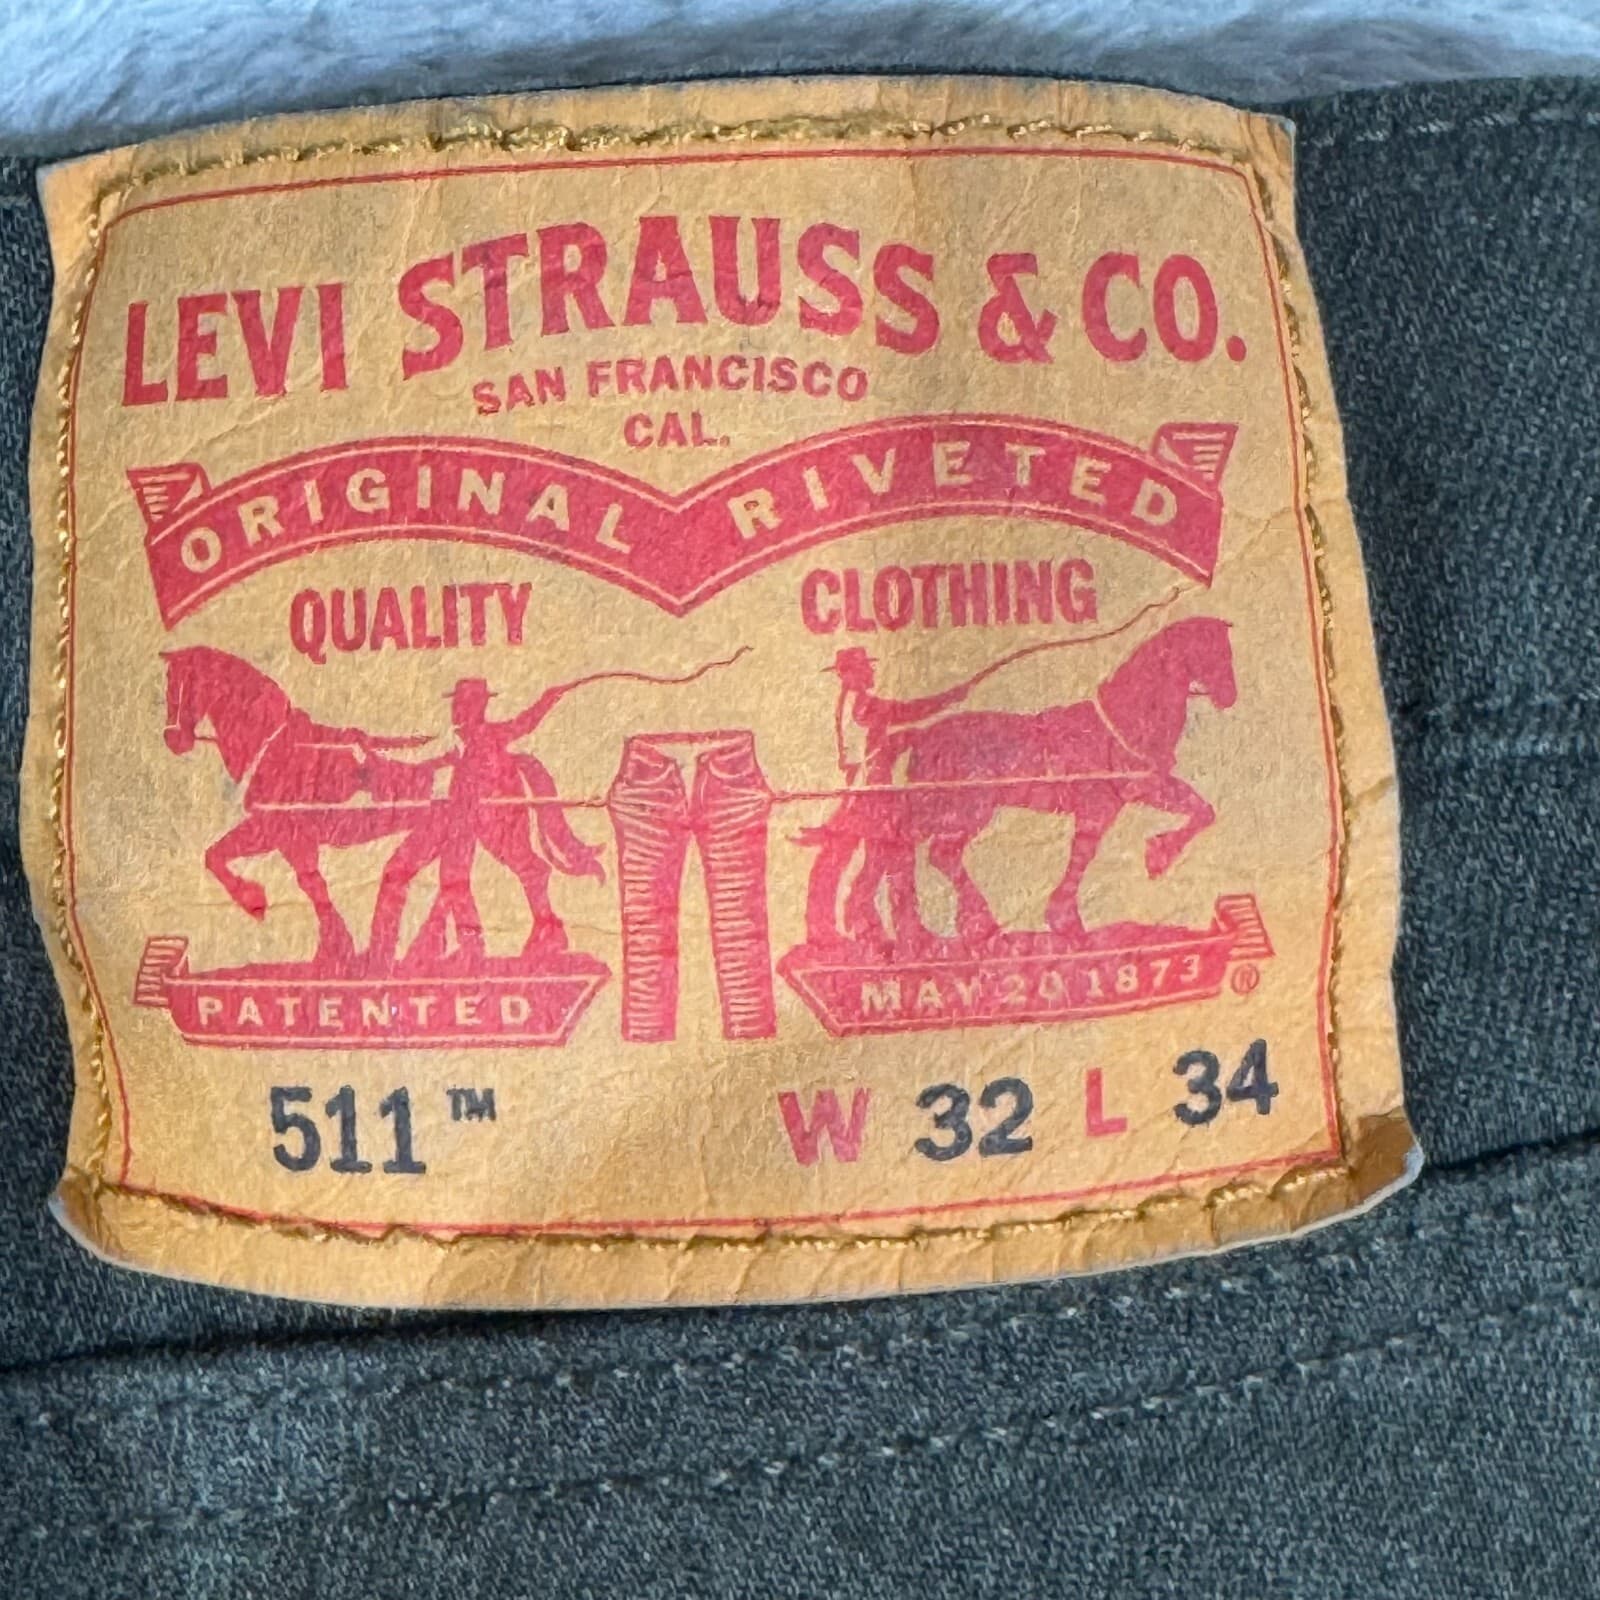 LEVI STRAUSS & CO.
SAN FRANCISCO
CAL.
ORIGINAL RIVETED
QUALITY CLOTHING
PATENTED MAY 20 1873 ®
511™ W 32 L 34